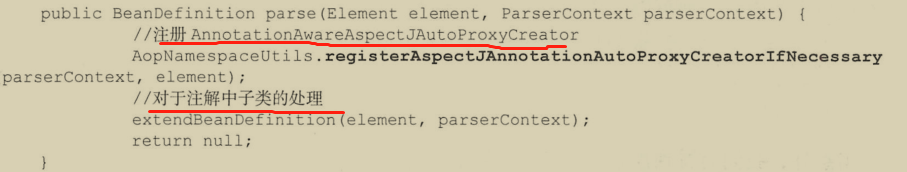 public BeanDefinition parse(Element element, ParserContext parserContext) {
//注册 AnnotationAwareAspectJAutoProxyCreator
AopNamespaceUtils.registerAspectJAnnotationAutoProxyCreatorIfNecessary
parserContext, element);
//对于注解中子类的处理
extendBeanDefinition(element, parserContext);
return null;
}